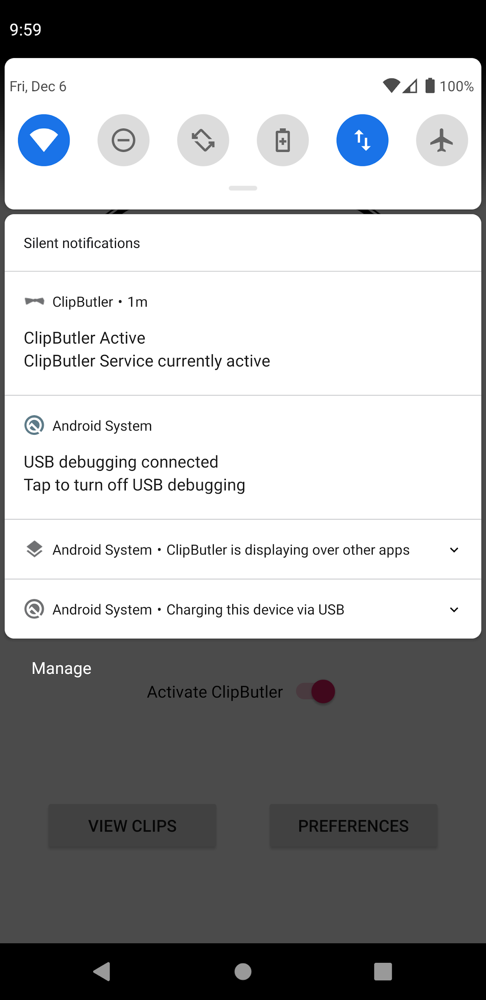 9:59
Fri, Dec 6
100%
Silent notifications
ClipButler • 1m
ClipButler Active
ClipButler Service currently active
Android System
USB debugging connected
Tap to turn off USB debugging
Android System • ClipButler is displaying over other apps
Android System • Charging this device via USB
Manage
Activate ClipButler
VIEW CLIPS
PREFERENCES